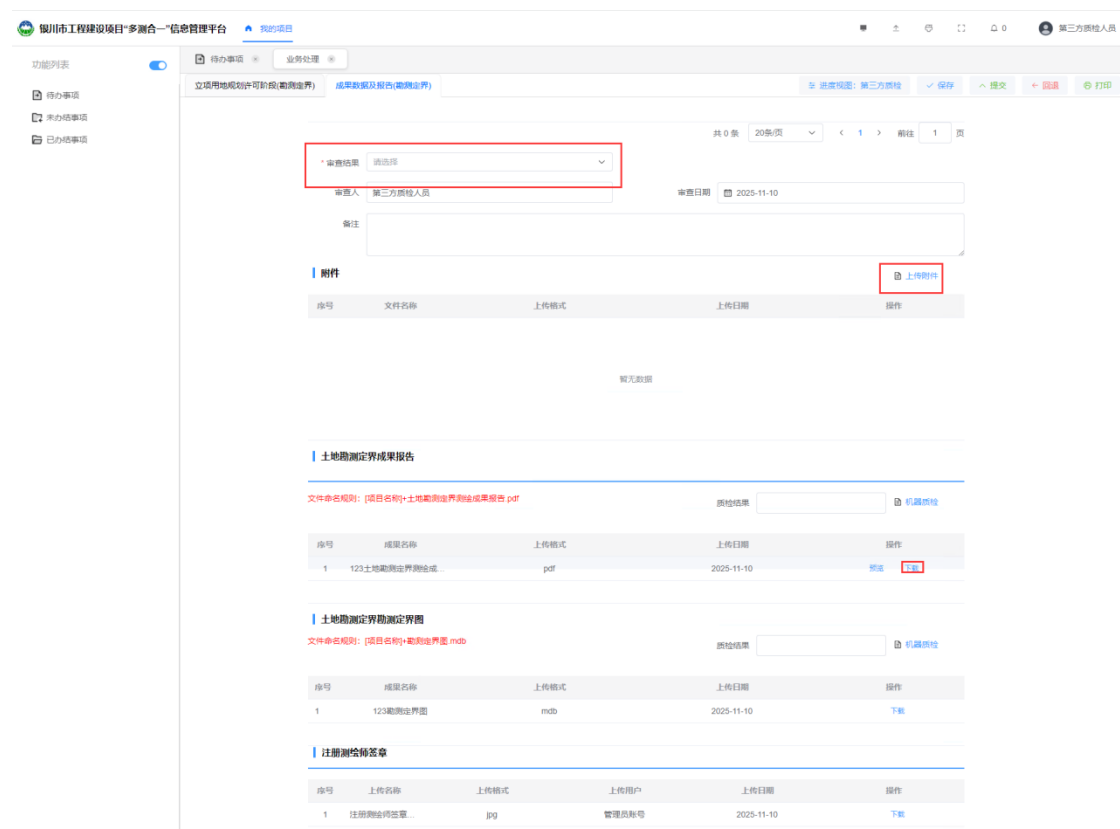 银川市工程建设项目“多测合一”信息管理平台 我的项目 0 第三方质检人员
功能列表 待办事项 业务处理
立项用地规划许可阶段(勘测定界) 成果数据及报告(勘测定界) 进度视图：第三方质检 保存 提交 回退 打印
待办事项
未办结事项
已办结事项
共 0 条 20条/页 1 前往 1 页
* 审查结果 请选择
审查人 第三方质检人员 审查日期 2025-11-10
备注
附件 上传附件
序号 文件名称 上传格式 上传日期 操作
暂无数据
土地勘测定界成果报告
文件命名规则：[项目名称]+土地勘测定界测绘成果报告.pdf 质检结果 机器质检
序号 成果名称 上传格式 上传日期 操作
1 123土地勘测定界测绘成... pdf 2025-11-10 预览 下载
土地勘测定界勘测定界图
文件命名规则：[项目名称]+勘测定界图.mdb 质检结果 机器质检
序号 成果名称 上传格式 上传日期 操作
1 123勘测定界图 mdb 2025-11-10 下载
注册测绘师签章
序号 上传名称 上传格式 上传用户 上传日期 操作
1 注册测绘师签章... jpg 管理员账号 2025-11-10 下载